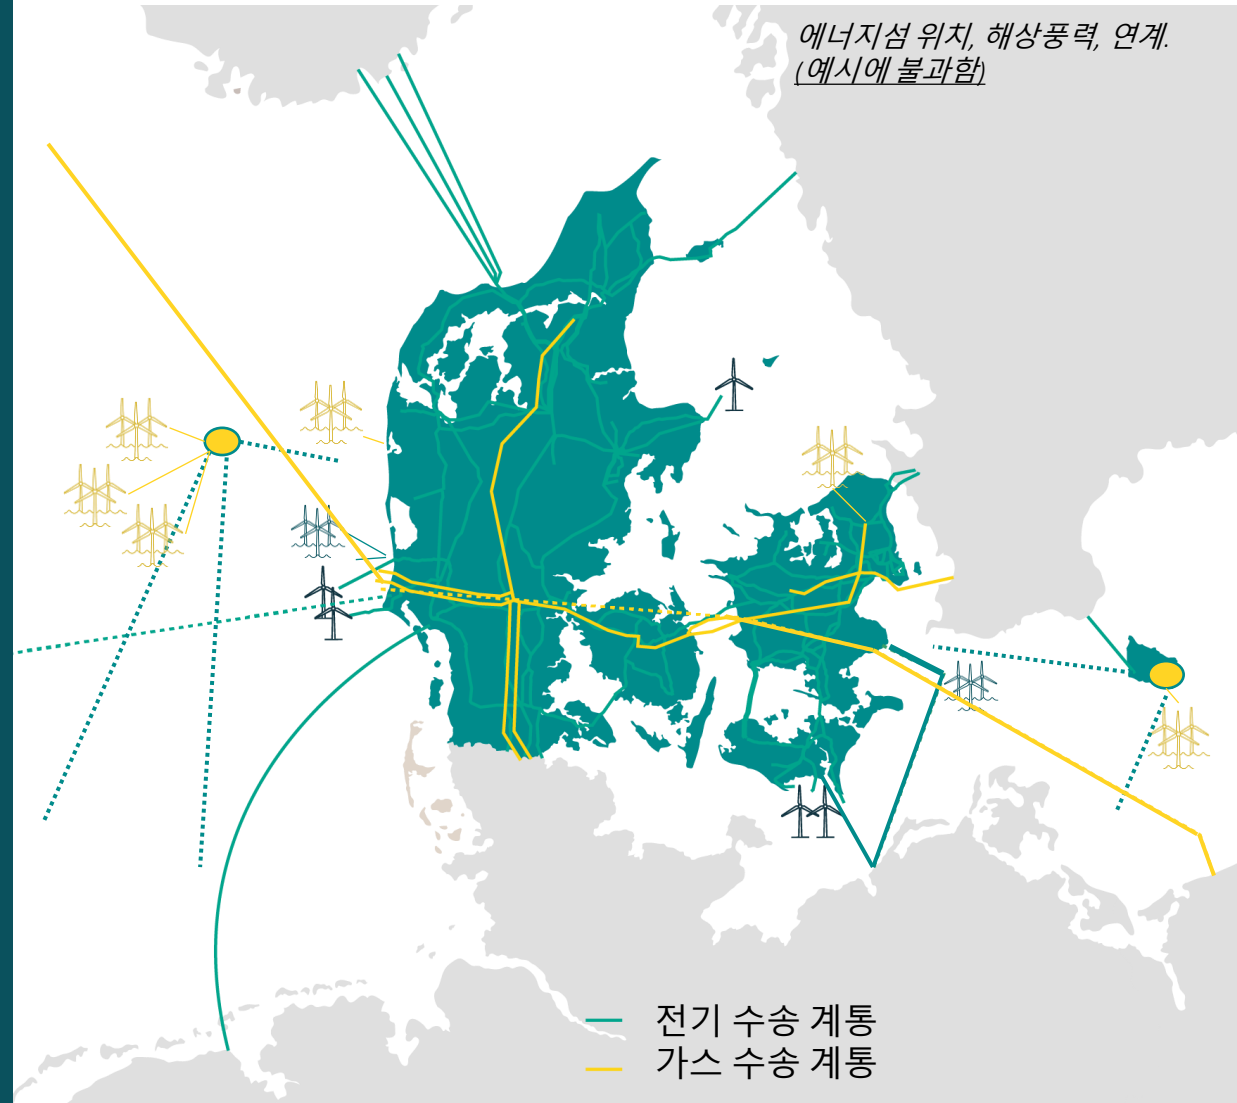 에너지섬 위치, 해상풍력, 연계.
(예시에 불과함)
전기 수송 계통
가스 수송 계통